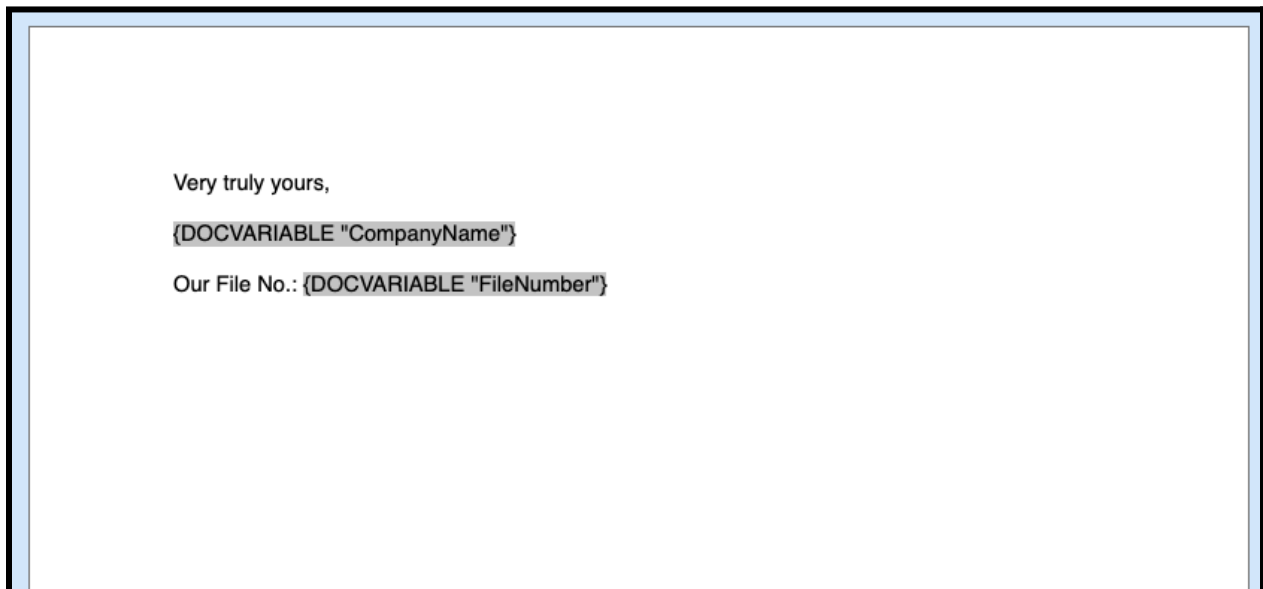 Very truly yours,
{DOCVARIABLE "CompanyName"}
Our File No.: {DOCVARIABLE "FileNumber"}